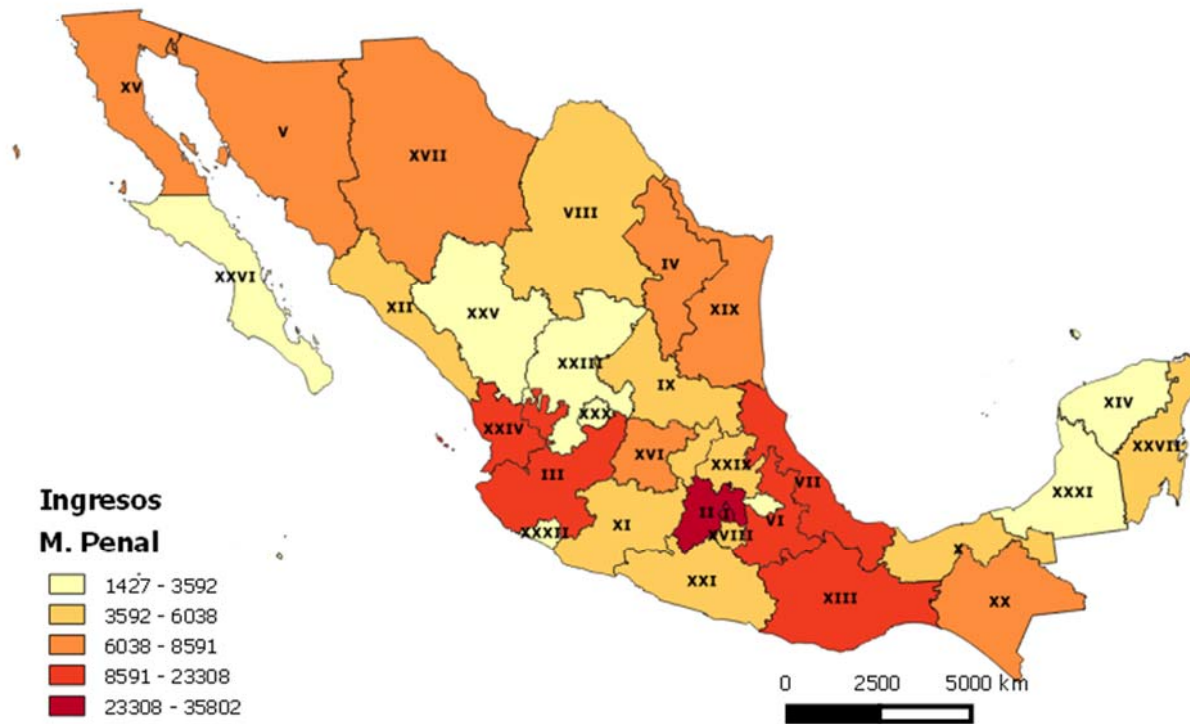 XV
V
XVII
VIII
IV
XXVI
XII
XXV
XIX
XXIII
IX
XXX
XXIV
XIV
XVI
XXIX
XXVII
III
VII
XXXI
II
I
VI
XXXII
XI
XVIII
X
XXI
XIII
XX
Ingresos
M. Penal
1427 - 3592
3592 - 6038
6038 - 8591
8591 - 23308
23308 - 35802
0 2500 5000 km